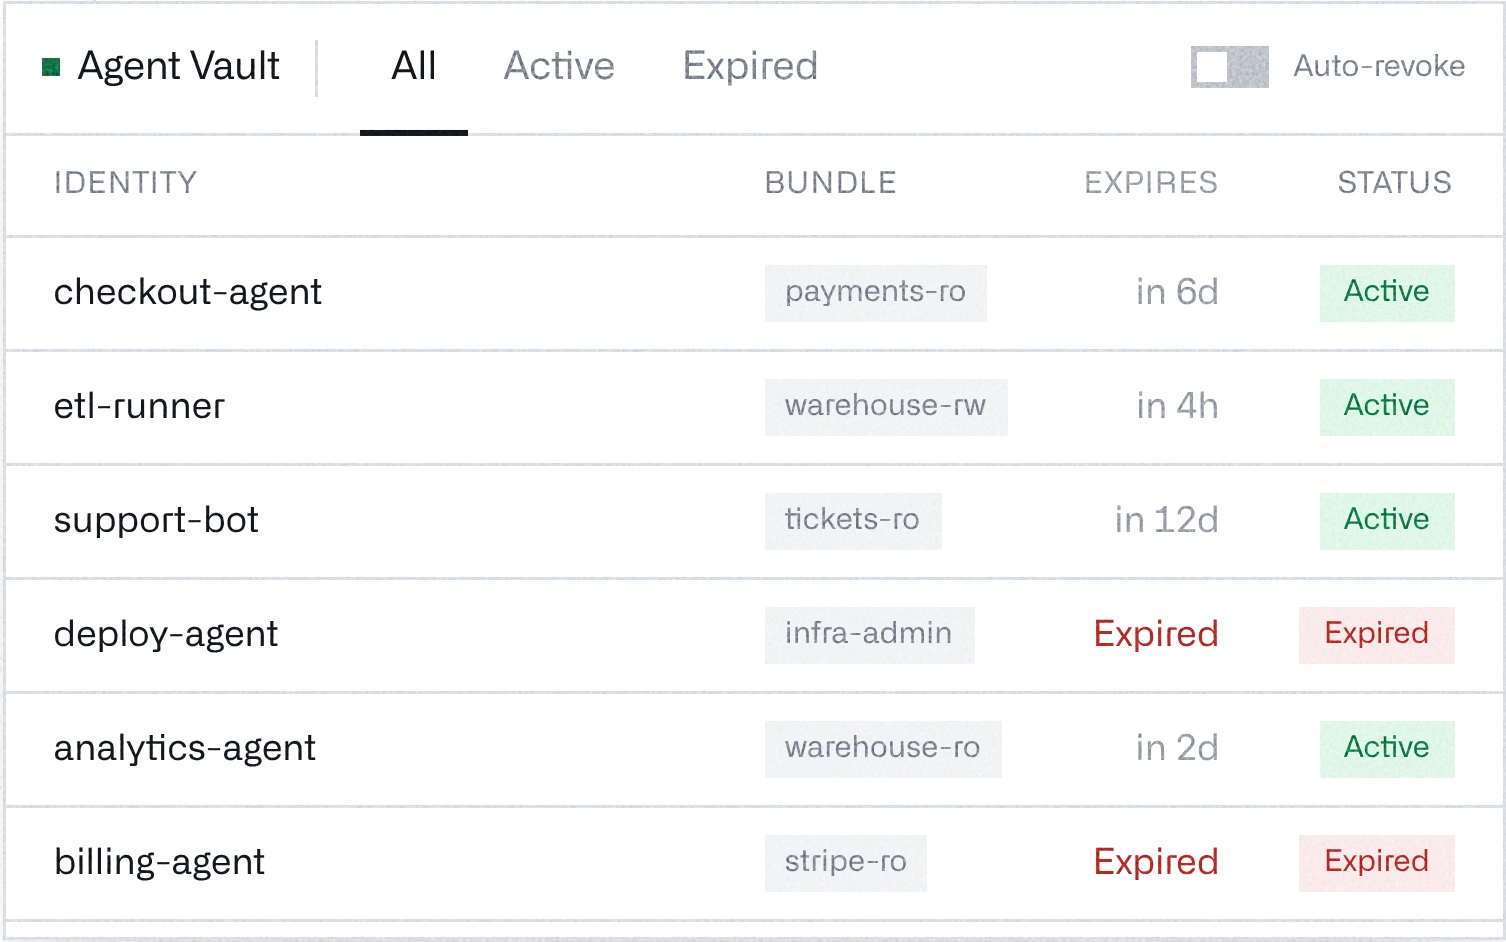 Agent Vault All Active Expired Auto-revoke
IDENTITY BUNDLE EXPIRES STATUS
checkout-agent payments-ro in 6d Active
etl-runner warehouse-rw in 4h Active
support-bot tickets-ro in 12d Active
deploy-agent infra-admin Expired Expired
analytics-agent warehouse-ro in 2d Active
billing-agent stripe-ro Expired Expired